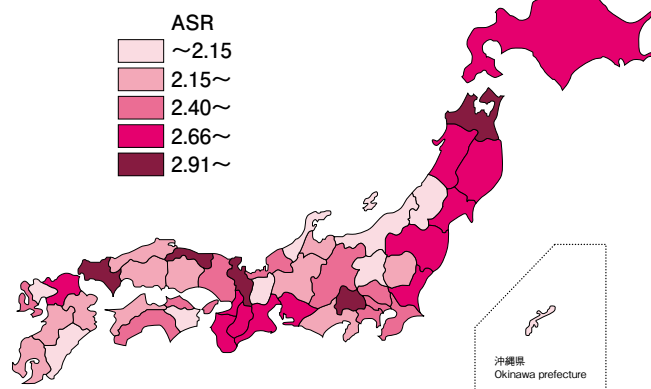 ASR
〜2.15
2.15〜
2.40〜
2.66〜
2.91〜
沖縄県
Okinawa prefecture